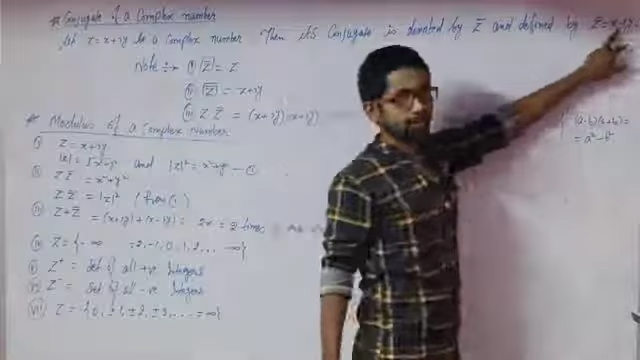 * Conjugate of a Complex number
Let z = x+iy be a Complex number Then its Conjugate is denoted by z̅ and defined by z̅ = x-iy
Note :-
i) (z̅) = z
ii) (z̅) = x+iy
iii) z z̅ = (x+iy)(x-iy)
(a-b)(a+b) =
= a² - b²
* Modulus of a Complex number
i) z = x+iy
|z| = √x²+y² and |z|² = x²+y² — (1)
ii) z z̅ = x²+y²
z z̅ = |z|² (from (1))
z + z̅ = (x+iy) + (x-iy) = 2x = 2 times
Z = {-∞ -2, -1, 0, 1, 2, ... ∞}
Z⁺ = Set of all +ve Integers
Z⁻ = Set of all -ve Integers
vii) Z = {0, ±1, ±2, ±3, ... ±∞}